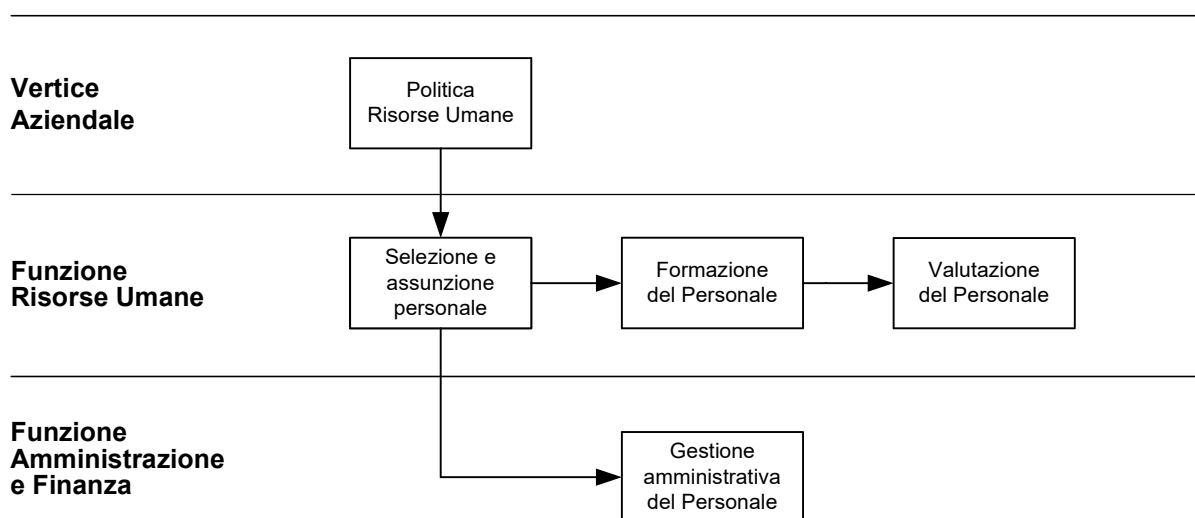 Vertice
Aziendale
Politica
Risorse Umane
Funzione
Risorse Umane
Selezione e
assunzione
personale
Formazione
del Personale
Valutazione
del Personale
Funzione
Amministrazione
e Finanza
Gestione
amministrativa
del Personale